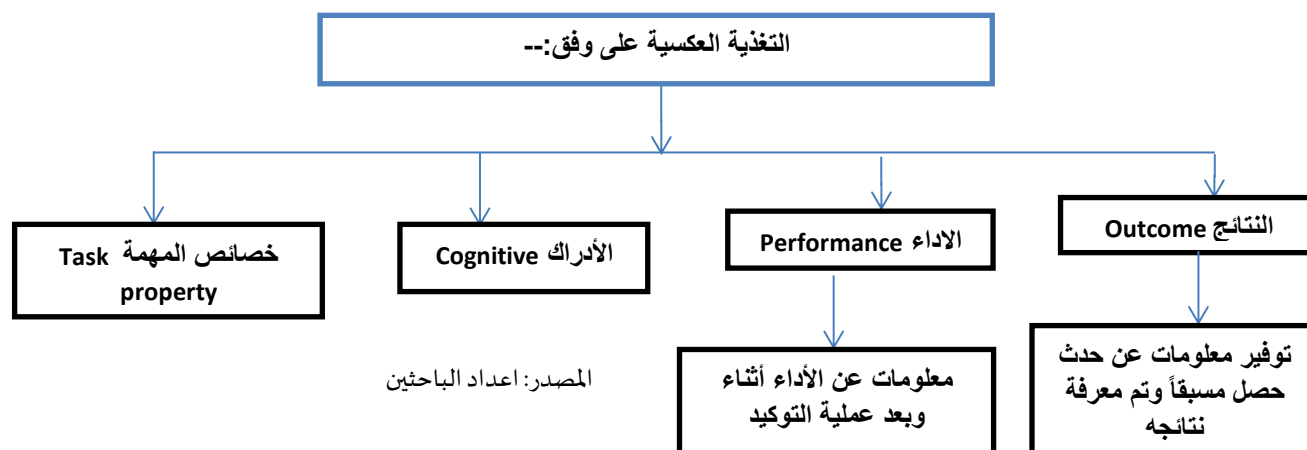 التغذية العكسية على وفق:--
النتائج Outcome
الاداء Performance
الأدراك Cognitive
خصائص المهمة Task
property
توفير معلومات عن حدث
حصل مسبقاً وتم معرفة
نتائجه
معلومات عن الأداء أثناء
وبعد عملية التوكيد
المصدر: اعداد الباحثين